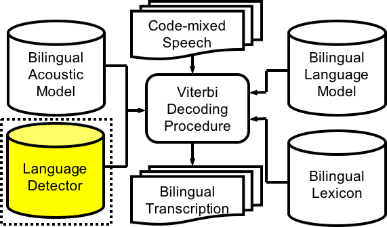 Code-mixed
Speech
Bilingual
Acoustic
Model
Viterbi
Decoding
Procedure
Bilingual
Language
Model
Language
Detector
Bilingual
Transcription
Bilingual
Lexicon